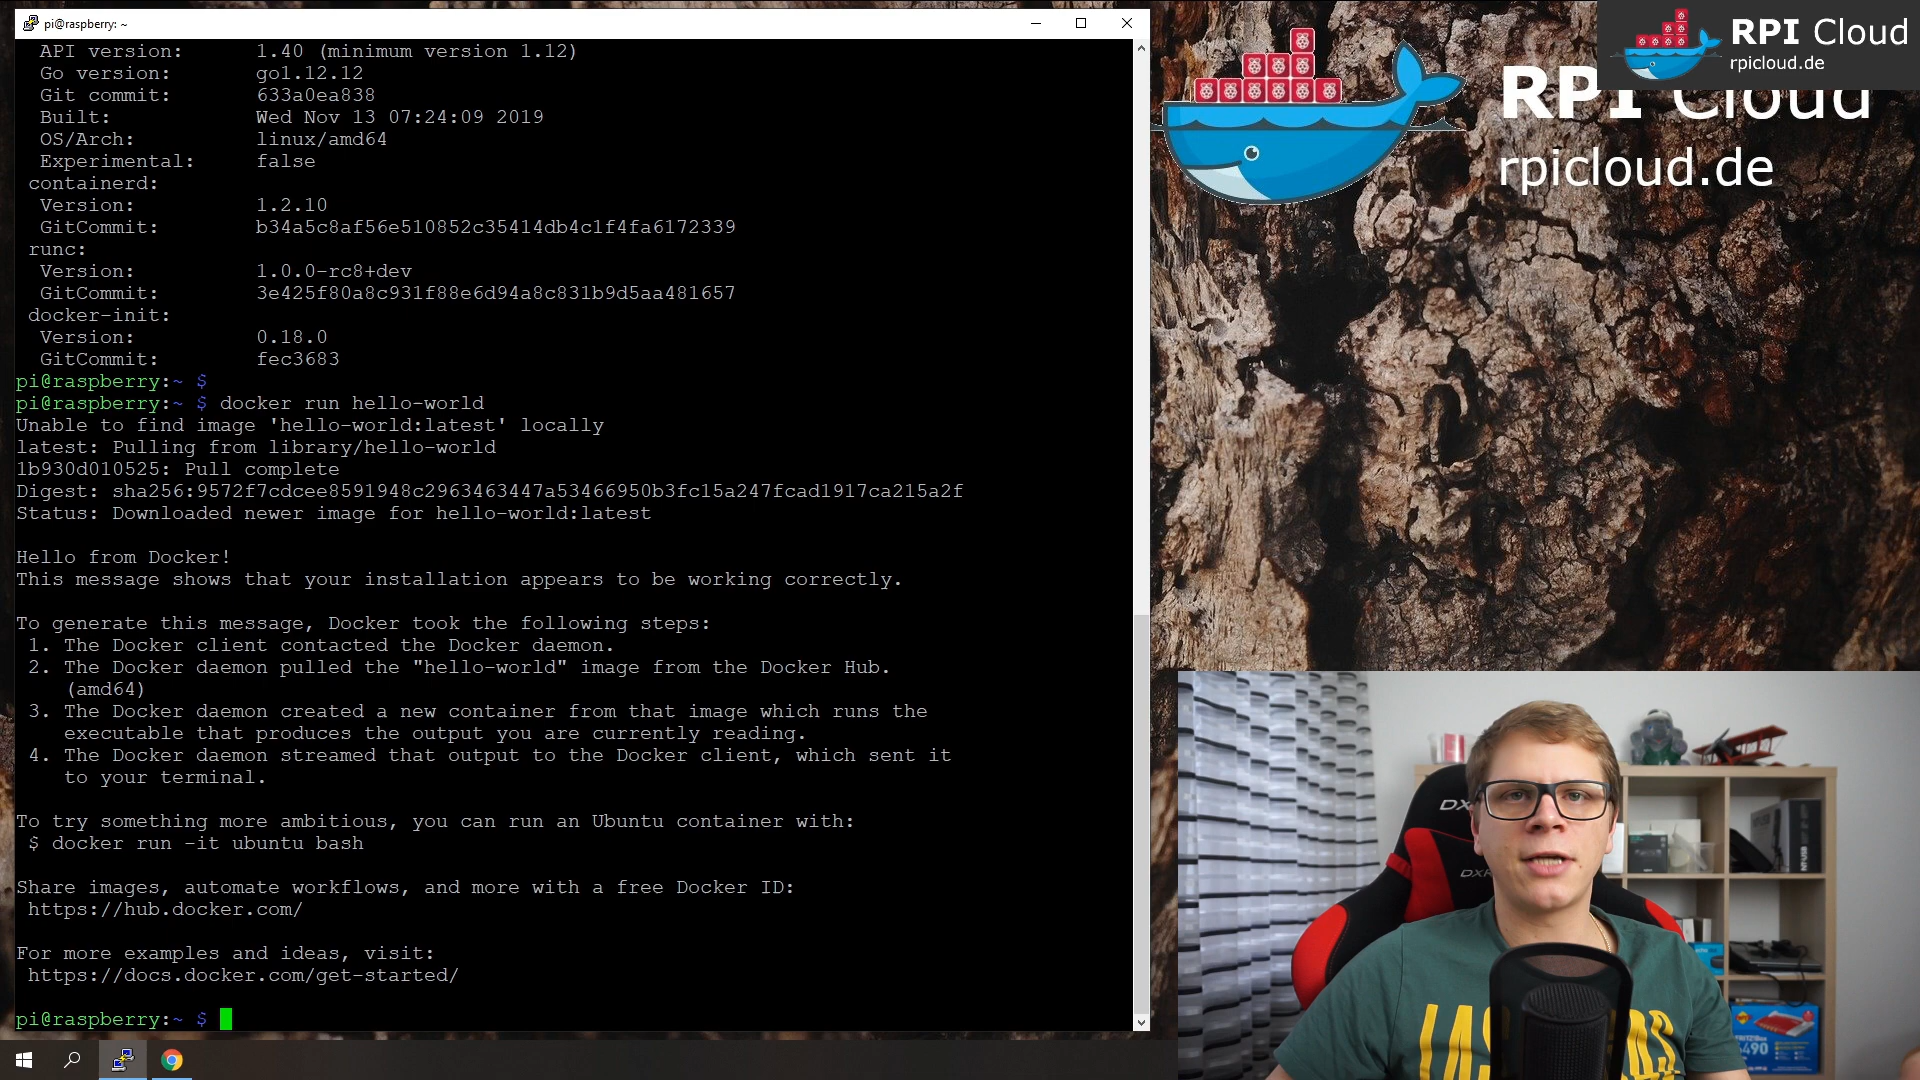 pi@raspberry: ~
API version: 1.40 (minimum version 1.12)
Go version: go1.12.12
Git commit: 633a0ea838
Built: Wed Nov 13 07:24:09 2019
OS/Arch: linux/amd64
Experimental: false
containerd:
Version: 1.2.10
GitCommit: b34a5c8af56e510852c35414db4c1f4fa6172339
runc:
Version: 1.0.0-rc8+dev
GitCommit: 3e425f80a8c931f88e6d94a8c831b9d5aa481657
docker-init:
Version: 0.18.0
GitCommit: fec3683
pi@raspberry:~ $
pi@raspberry:~ $ docker run hello-world
Unable to find image 'hello-world:latest' locally
latest: Pulling from library/hello-world
1b930d010525: Pull complete
Digest: sha256:9572f7cdcee8591948c2963463447a53466950b3fc15a247fcad1917ca215a2f
Status: Downloaded newer image for hello-world:latest
Hello from Docker!
This message shows that your installation appears to be working correctly.
To generate this message, Docker took the following steps:
1. The Docker client contacted the Docker daemon.
2. The Docker daemon pulled the "hello-world" image from the Docker Hub.
(amd64)
3. The Docker daemon created a new container from that image which runs the
executable that produces the output you are currently reading.
4. The Docker daemon streamed that output to the Docker client, which sent it
to your terminal.
To try something more ambitious, you can run an Ubuntu container with:
$ docker run -it ubuntu bash
Share images, automate workflows, and more with a free Docker ID:
https://hub.docker.com/
For more examples and ideas, visit:
https://docs.docker.com/get-started/
pi@raspberry:~ $
RPI Cloud
rpicloud.de
RPI Cloud
rpicloud.de